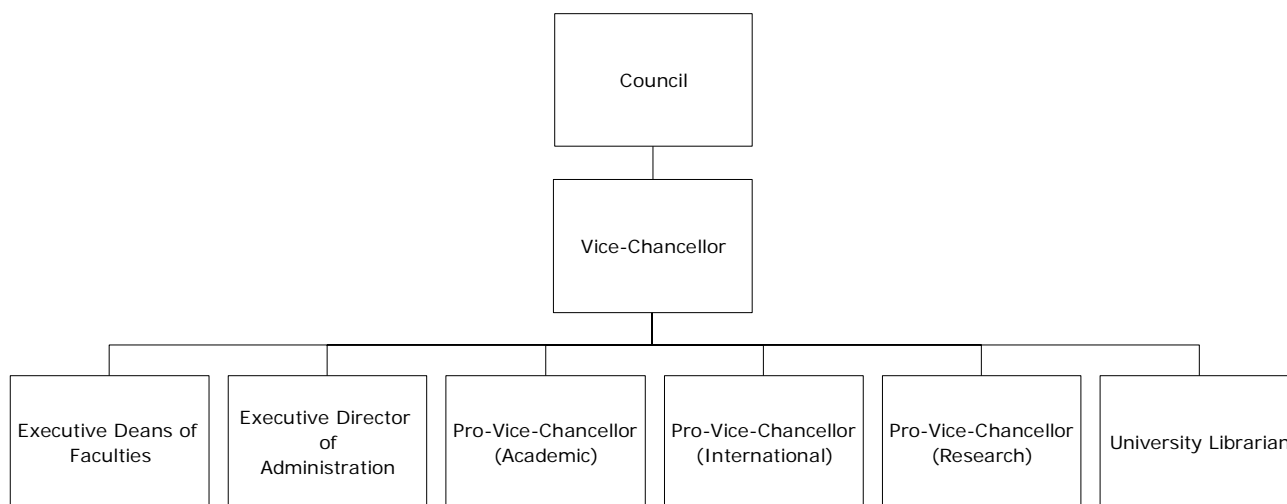 Council
Vice-Chancellor
Executive Deans of
Faculties
Executive Director
of
Administration
Pro-Vice-Chancellor
(Academic)
Pro-Vice-Chancellor
(International)
Pro-Vice-Chancellor
(Research)
University Librarian